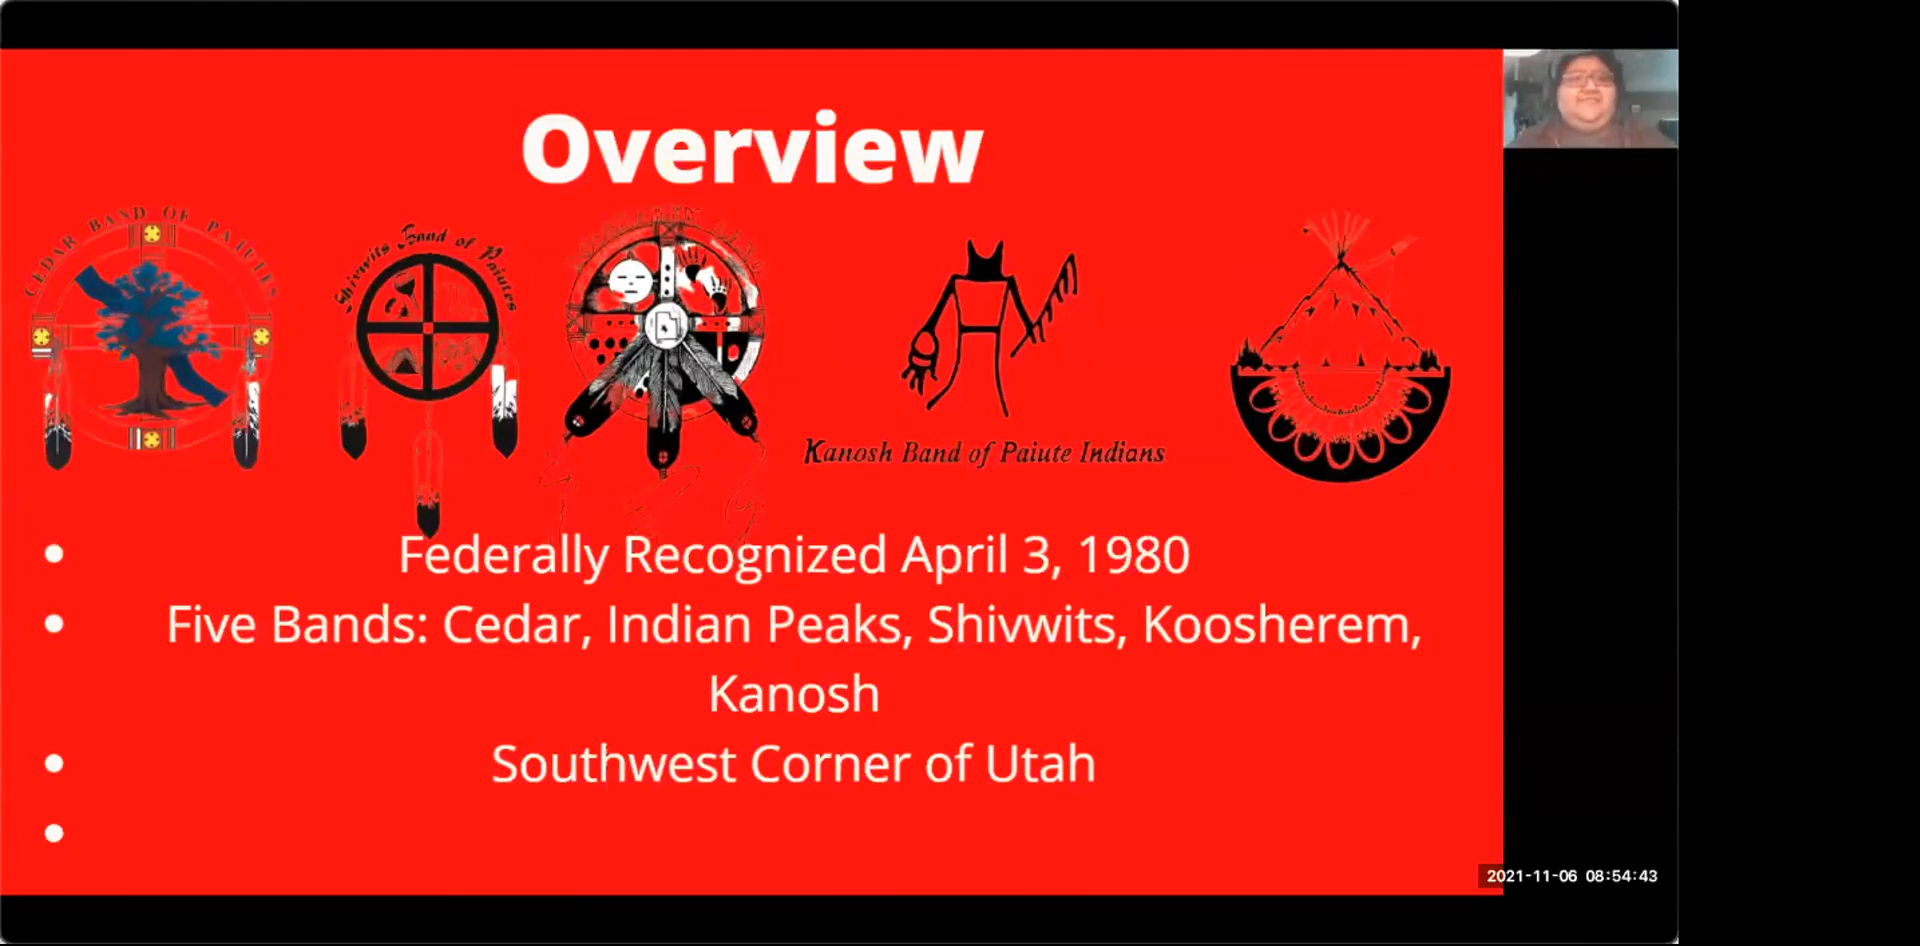 Overview
CEDAR BAND OF PAIUTES
Shivwits Band of Paiutes
Kanosh Band of Paiute Indians
Federally Recognized April 3, 1980
Five Bands: Cedar, Indian Peaks, Shivwits, Koosherem,
Kanosh
Southwest Corner of Utah
2021-11-06 08:54:43